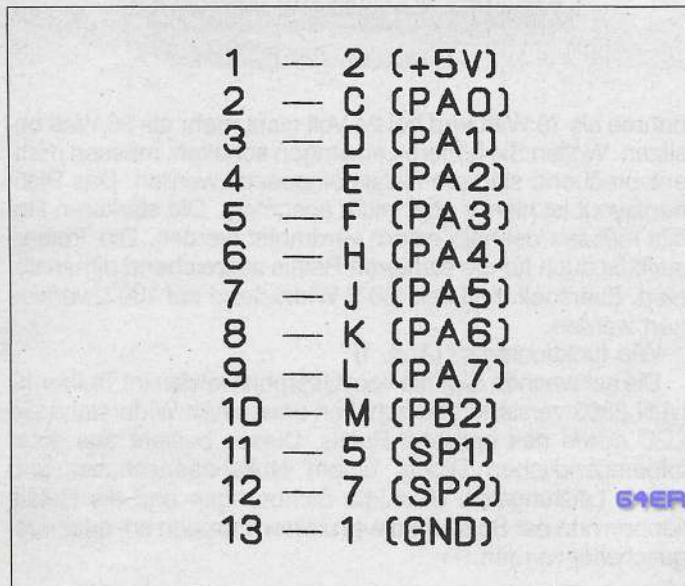 1 — 2 (+5V)
2 — C (PA0)
3 — D (PA1)
4 — E (PA2)
5 — F (PA3)
6 — H (PA4)
7 — J (PA5)
8 — K (PA6)
9 — L (PA7)
10 — M (PB2)
11 — 5 (SP1)
12 — 7 (SP2)
64ER
13 — 1 (GND)